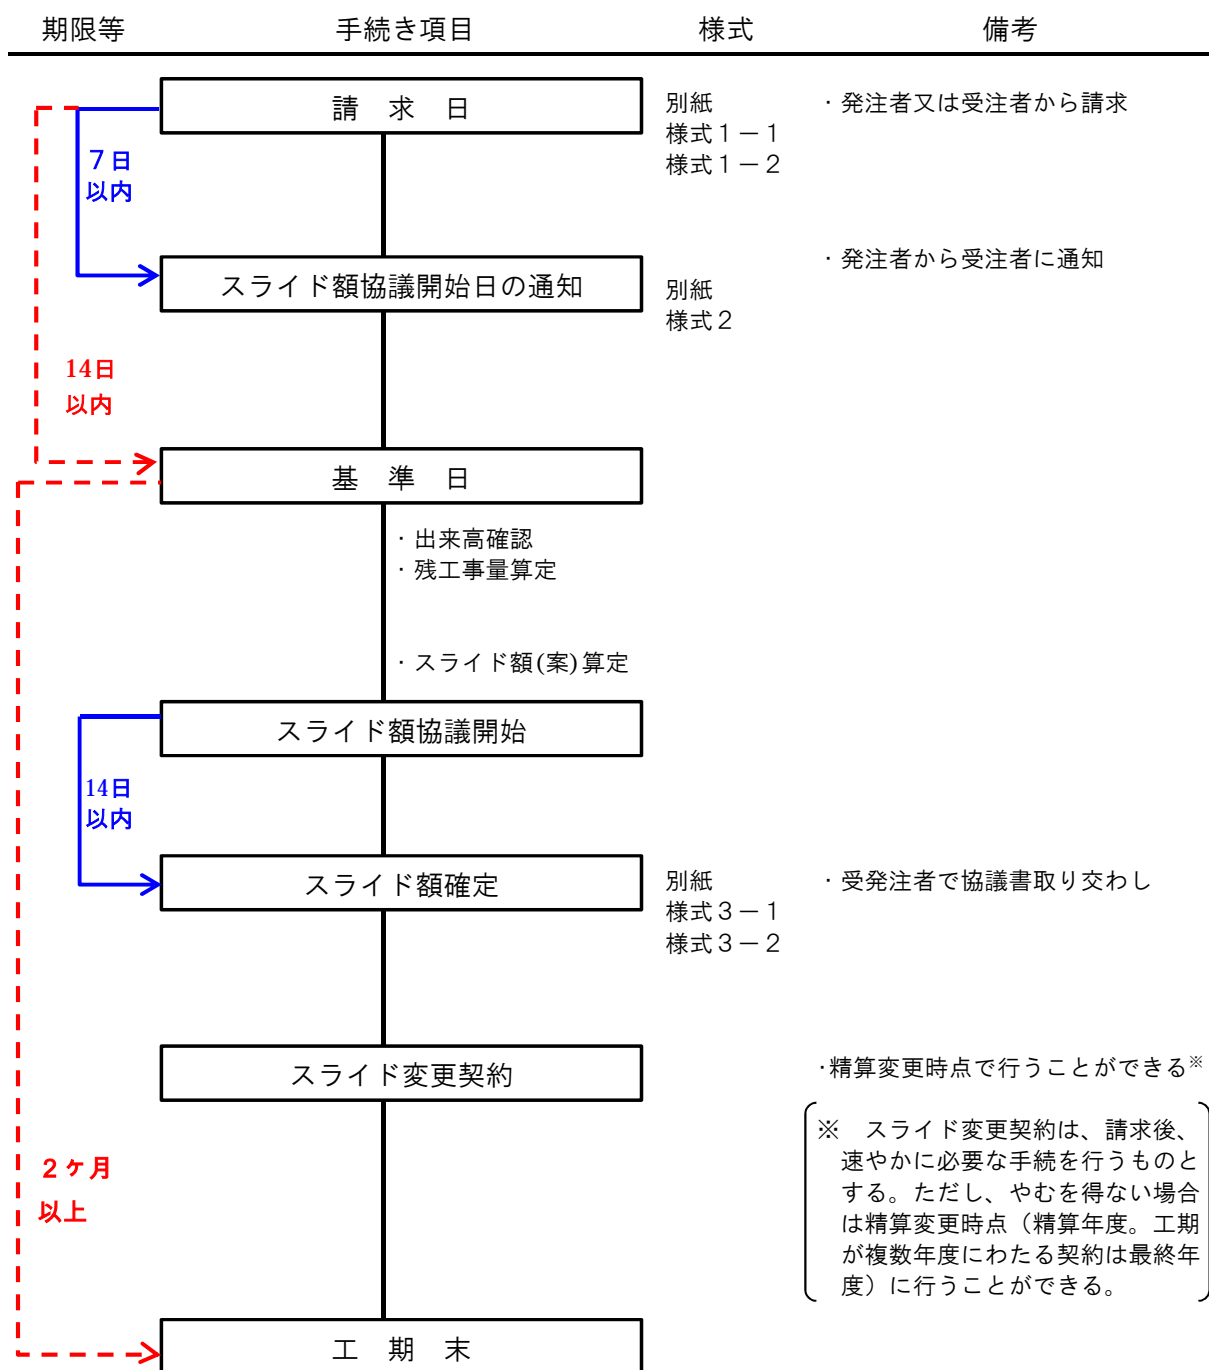 期限等 手続き項目 様式 備考
請 求 日
別紙
様式１－１
様式１－２
・発注者又は受注者から請求
７日
以内
スライド額協議開始日の通知
別紙
様式２
・発注者から受注者に通知
14日
以内
基 準 日
・出来高確認
・残工事量算定
・スライド額(案)算定
スライド額協議開始
14日
以内
スライド額確定
別紙
様式３－１
様式３－２
・受発注者で協議書取り交わし
スライド変更契約
・精算変更時点で行うことができる※
※ スライド変更契約は、請求後、
速やかに必要な手続を行うものと
する。ただし、やむを得ない場合
は精算変更時点（精算年度。工期
が複数年度にわたる契約は最終年
度）に行うことができる。
２ヶ月
以上
工 期 末